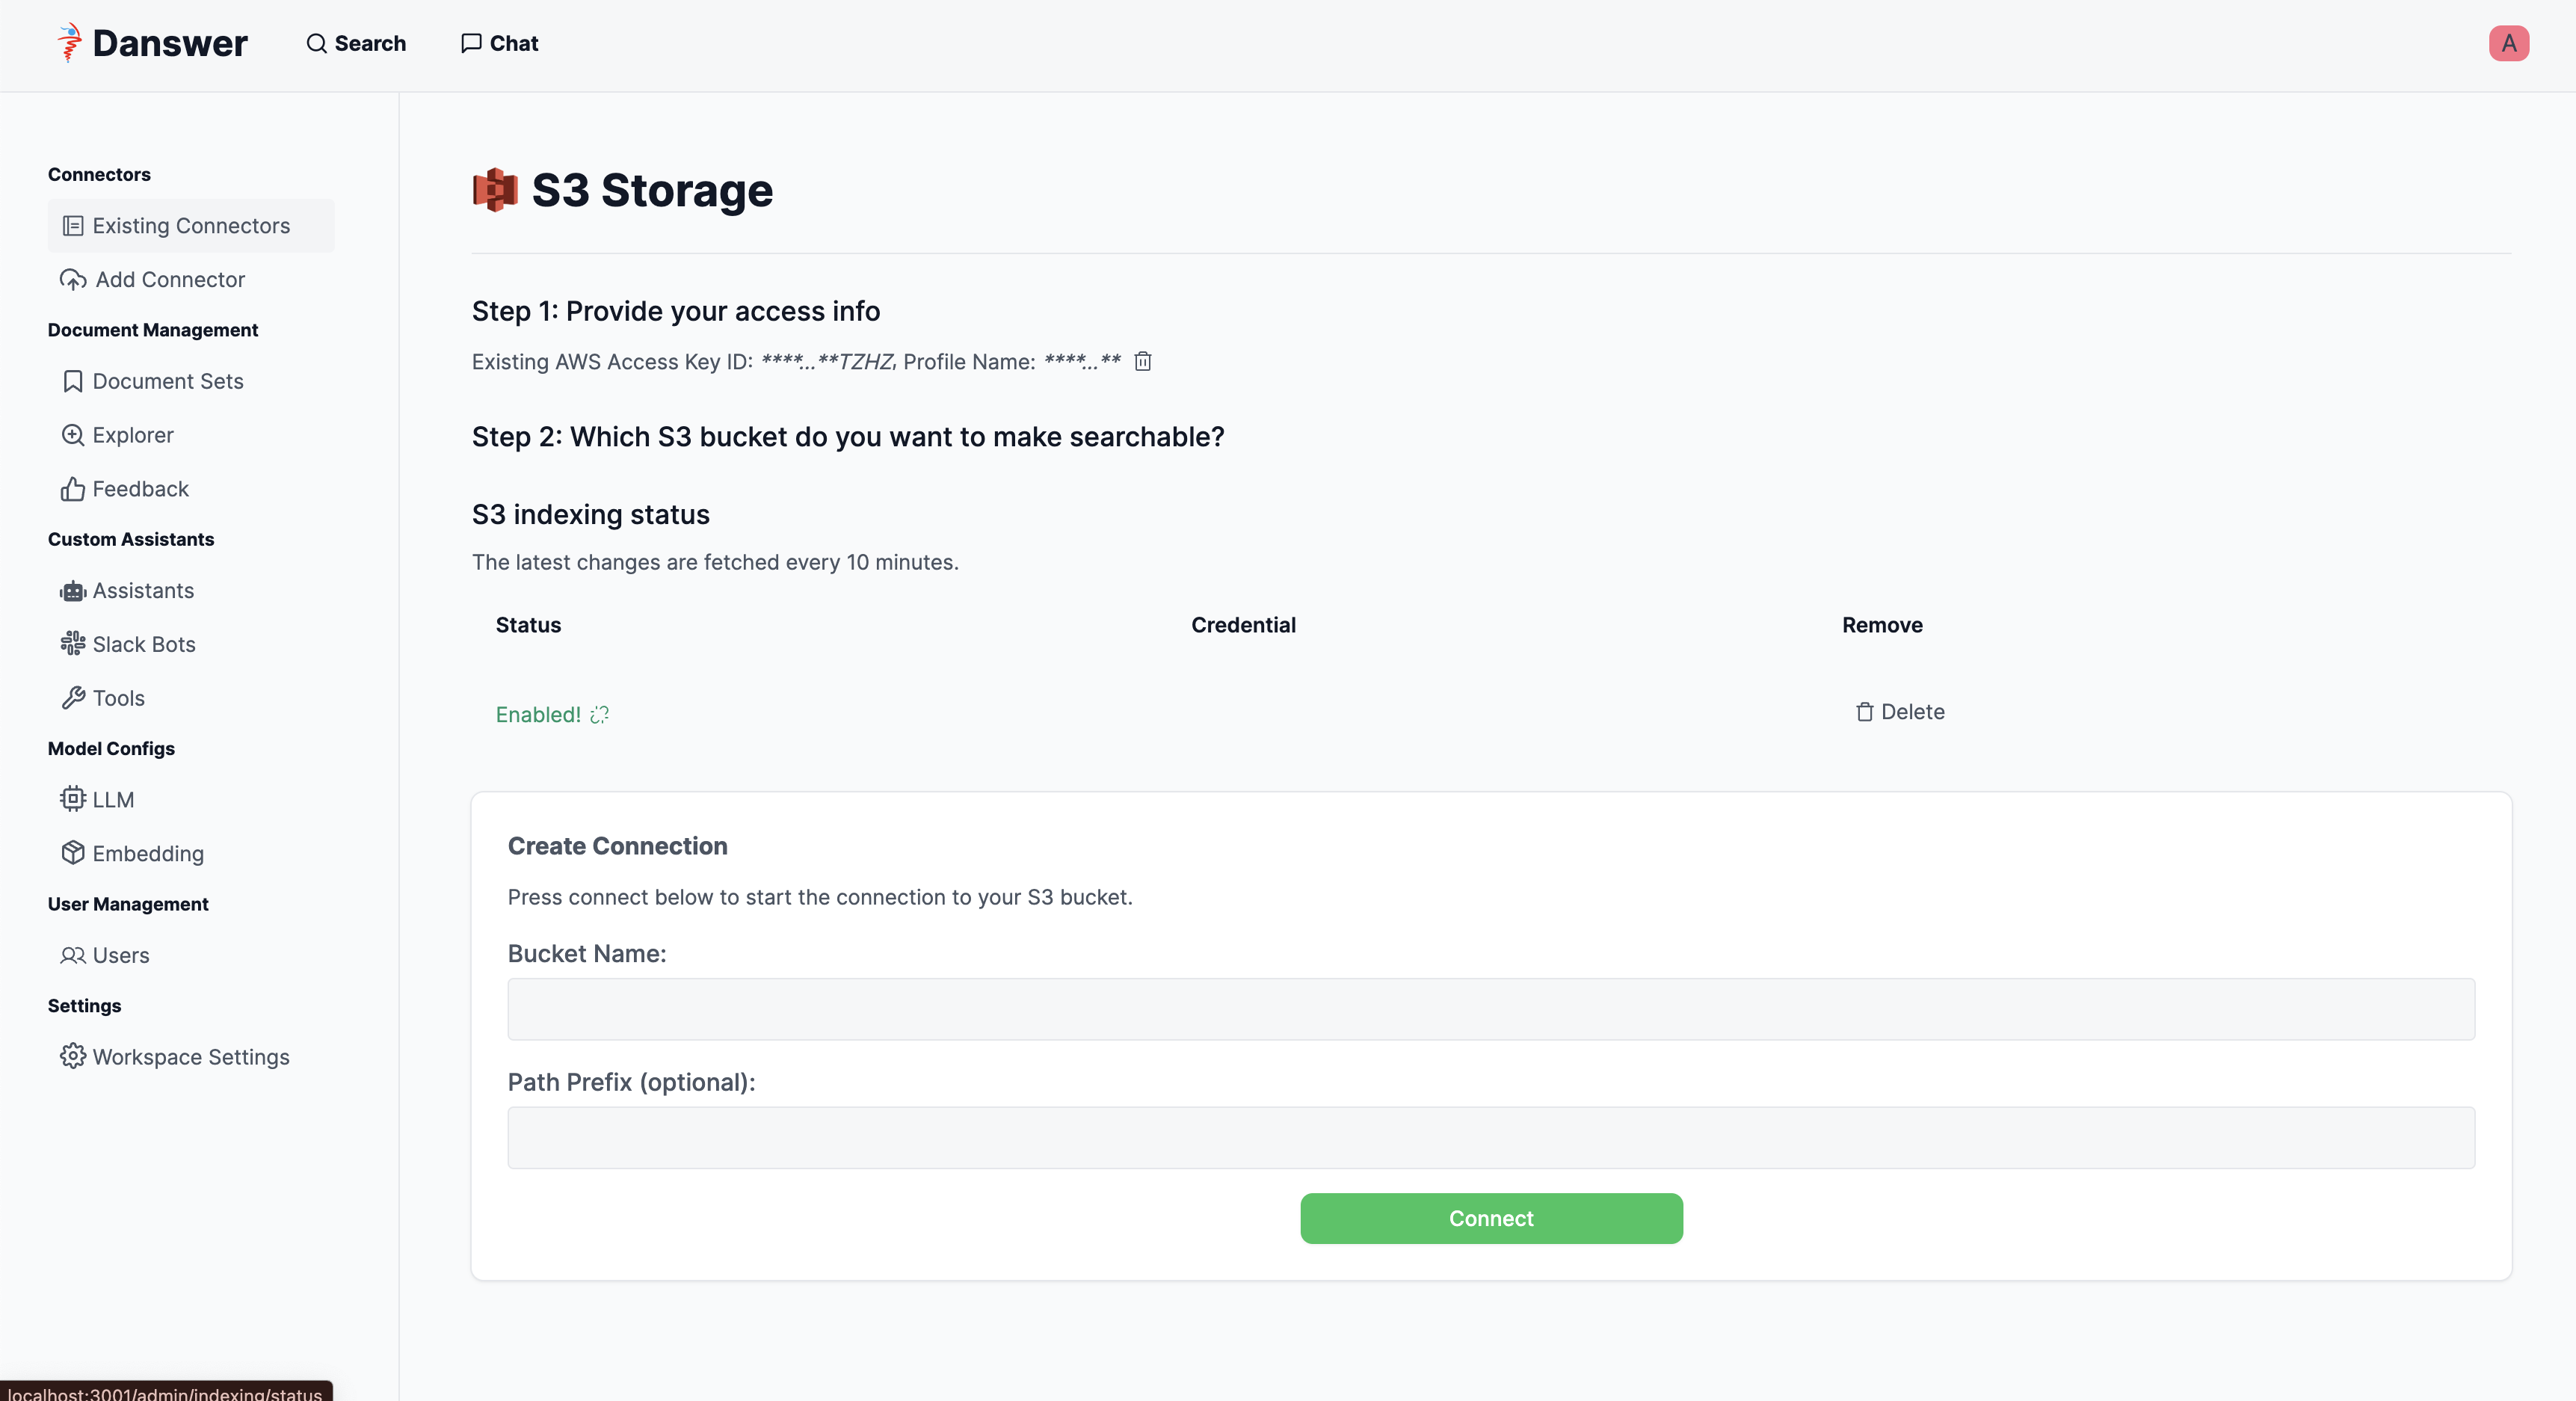 Danswer
Search
Chat
A
Connectors
Existing Connectors
Add Connector
Document Management
Document Sets
Explorer
Feedback
Custom Assistants
Assistants
Slack Bots
Tools
Model Configs
LLM
Embedding
User Management
Users
Settings
Workspace Settings
S3 Storage
Step 1: Provide your access info
Existing AWS Access Key ID: ****...**TZHZ, Profile Name: ****...**
Step 2: Which S3 bucket do you want to make searchable?
S3 indexing status
The latest changes are fetched every 10 minutes.
Status Credential Remove
Enabled! Delete
Create Connection
Press connect below to start the connection to your S3 bucket.
Bucket Name:
Path Prefix (optional):
Connect
localhost:3001/admin/indexing/status